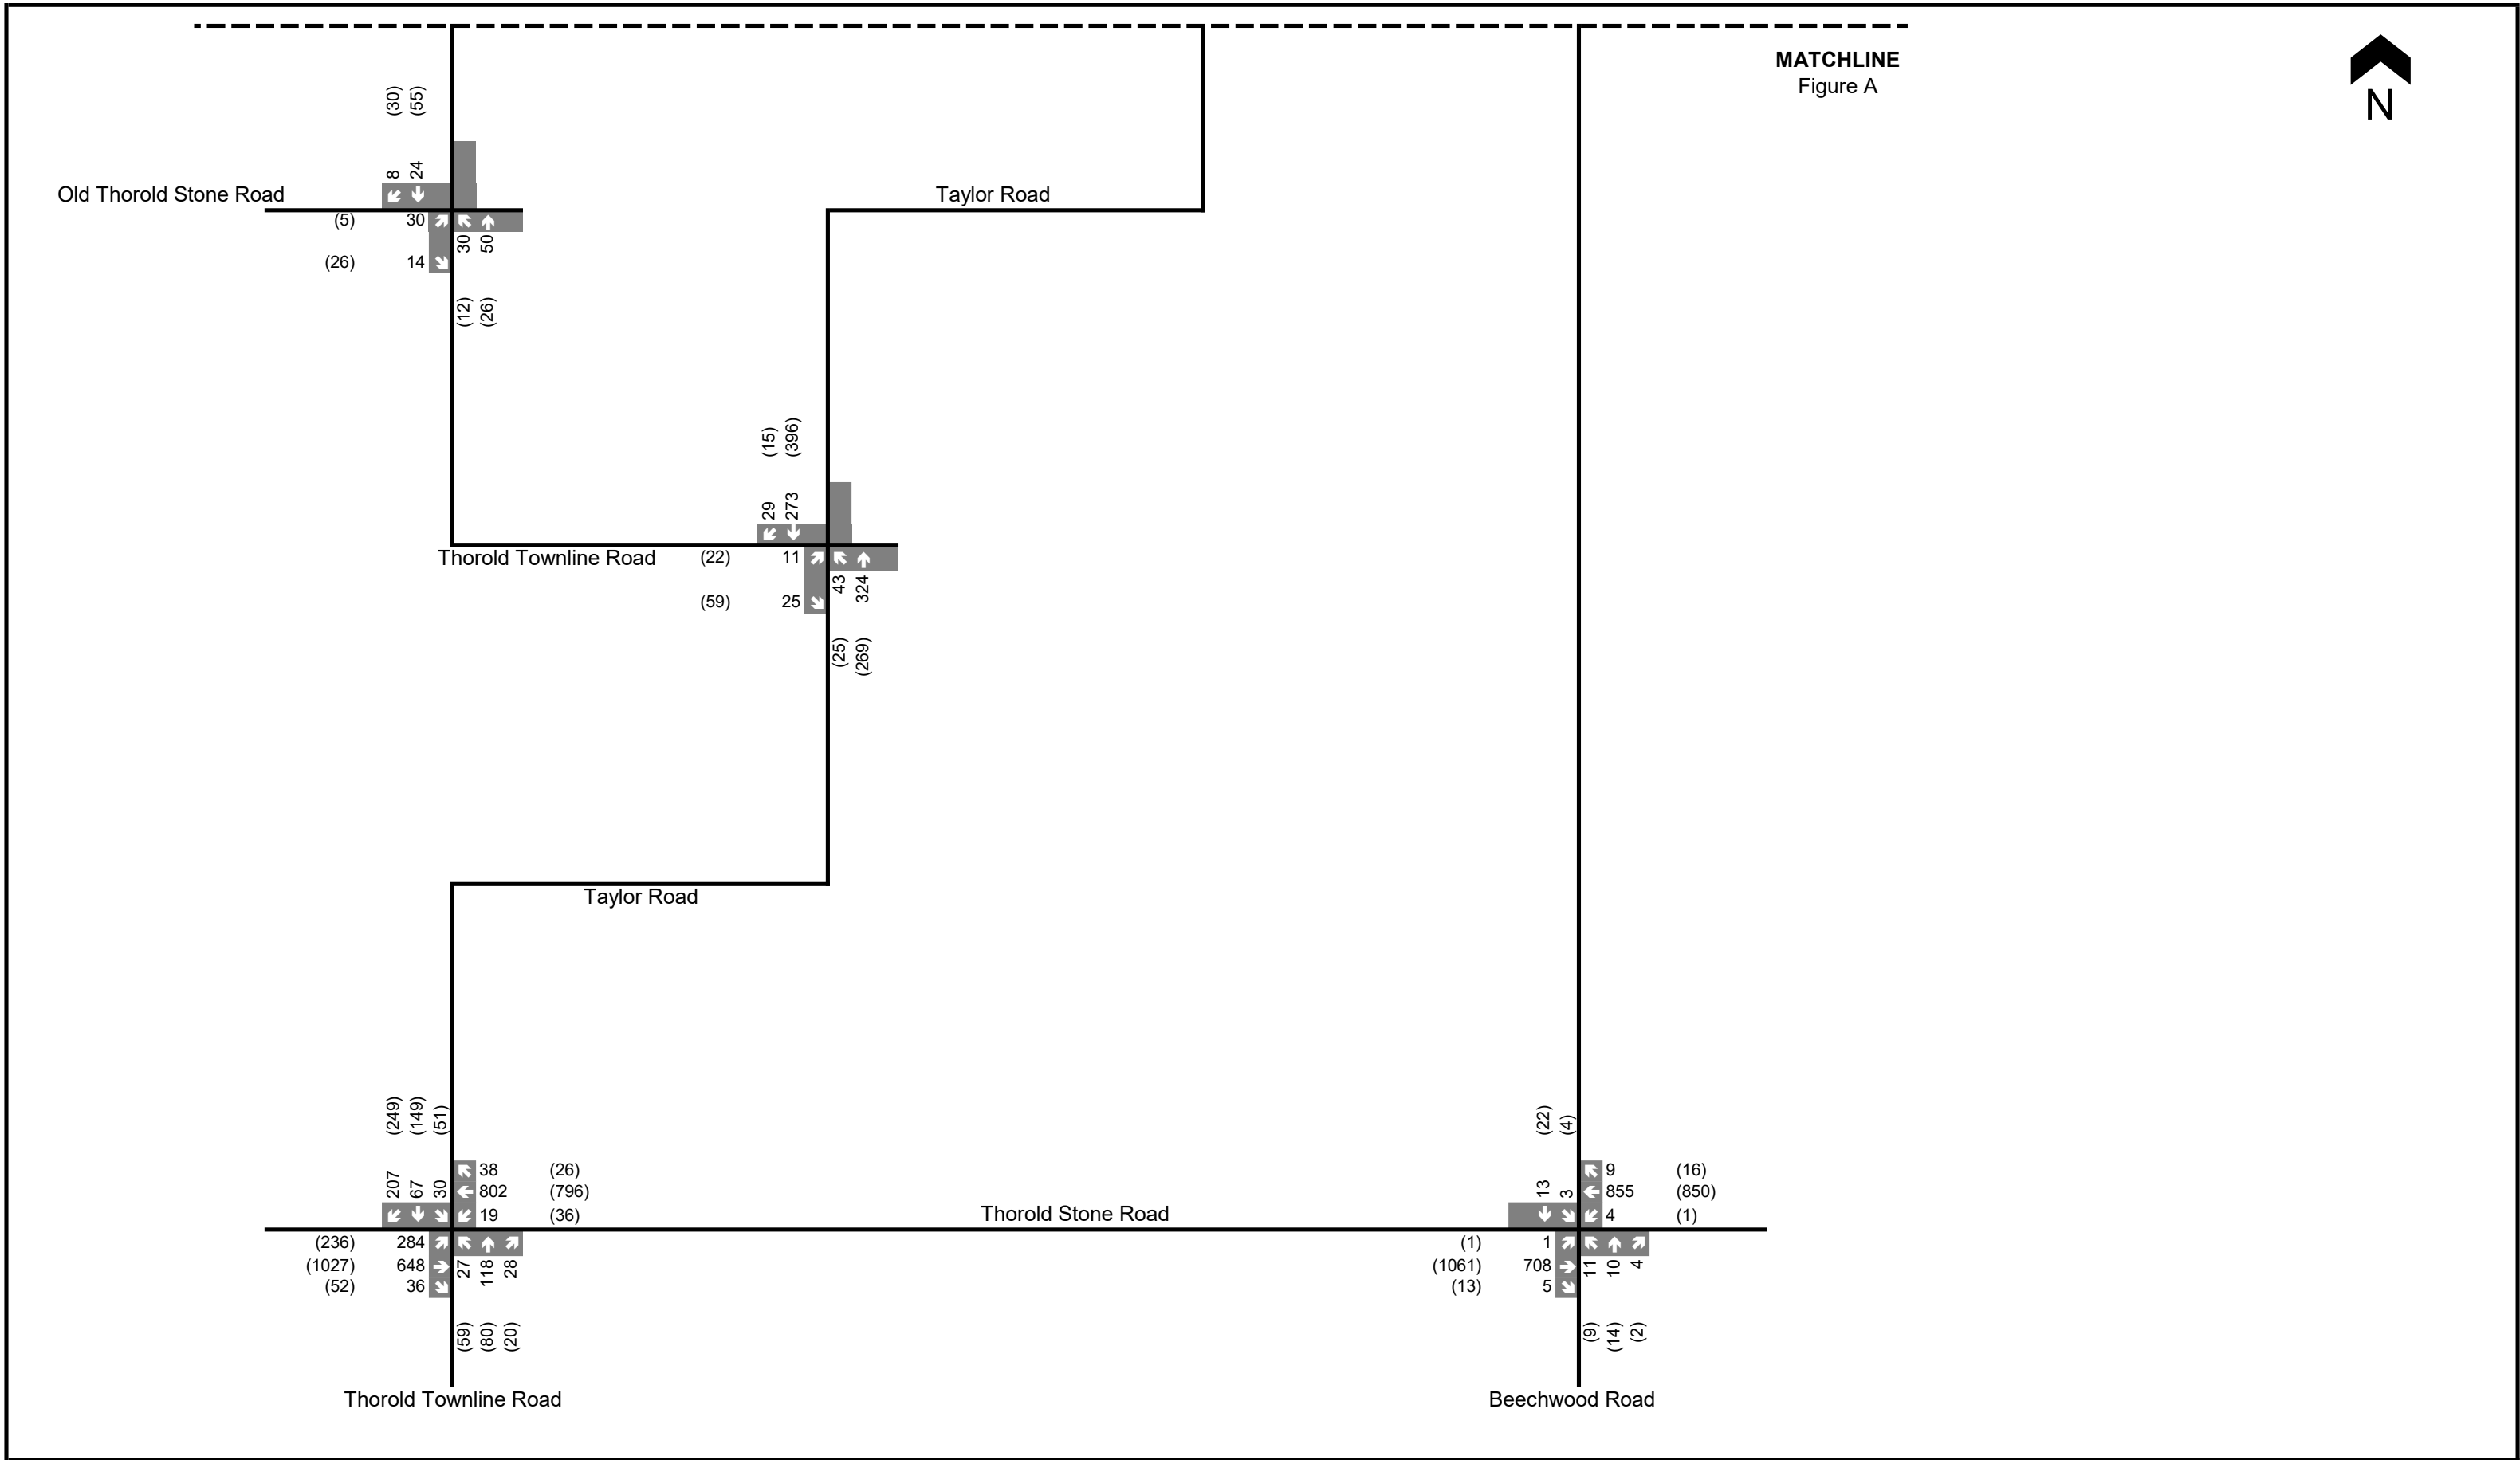 MATCHLINE
Figure A
N
(30) (55)
8 24
Old Thorold Stone Road
Taylor Road
(5) 30
30 50
(26) 14
(12) (26)
(15) (396)
29 273
Thorold Townline Road
(22) 11
43 324
(59) 25
(25) (269)
Taylor Road
(249) (149) (51)
207 67 30
38 (26)
802 (796)
19 (36)
(236) 284
(1027) 648
(52) 36
27 118 28
(59) (80) (20)
Thorold Townline Road
Thorold Stone Road
(22) (4)
13 3
9 (16)
855 (850)
4 (1)
(1) 1
(1061) 708
(13) 5
11 10 4
(9) (14) (2)
Beechwood Road